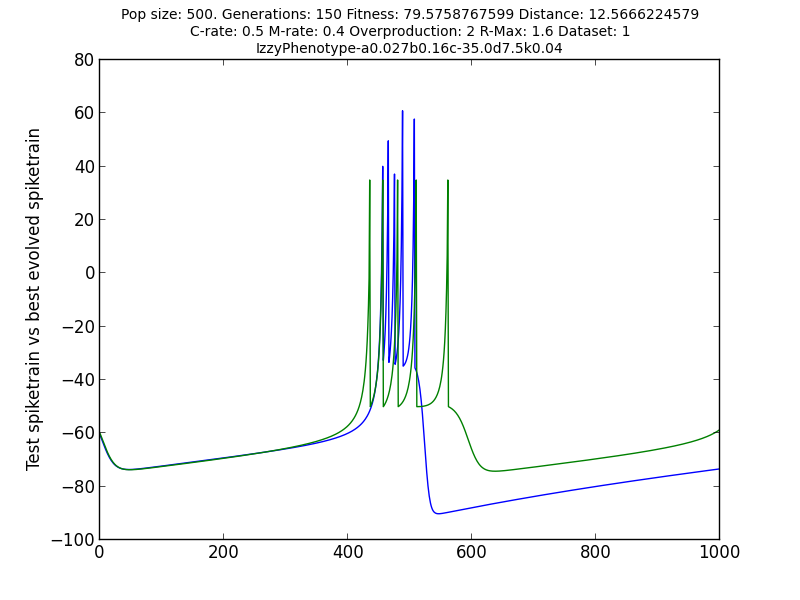 Pop size: 500. Generations: 150 Fitness: 79.5758767599 Distance: 12.5666224579
C-rate: 0.5 M-rate: 0.4 Overproduction: 2 R-Max: 1.6 Dataset: 1
IzzyPhenotype-a0.027b0.16c-35.0d7.5k0.04
Test spiketrain vs best evolved spiketrain
80
60
40
20
0
−20
−40
−60
−80
−100
0 200 400 600 800 1000